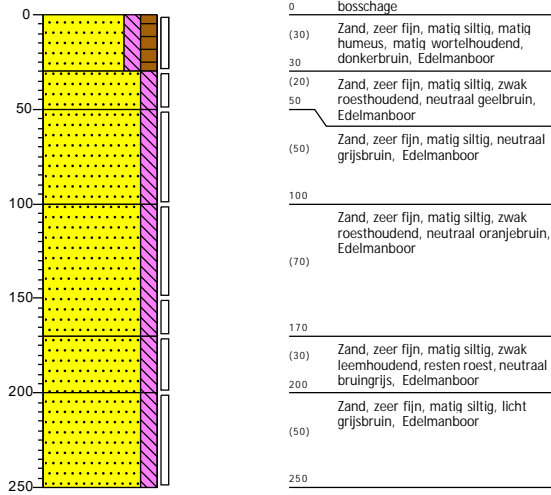 0
50
100
150
200
250
0 bosschage
(30) Zand, zeer fijn, matig siltig, matig
humeus, matig wortelhoudend,
donkerbruin, Edelmanboor
30
(20) Zand, zeer fijn, matig siltig, zwak
roesthoudend, neutraal geelbruin,
Edelmanboor
50
(50) Zand, zeer fijn, matig siltig, neutraal
grijsbruin, Edelmanboor
100
(70) Zand, zeer fijn, matig siltig, zwak
roesthoudend, neutraal oranjebruin,
Edelmanboor
170
(30) Zand, zeer fijn, matig siltig, zwak
leemhoudend, resten roest, neutraal
bruingrijs, Edelmanboor
200
(50) Zand, zeer fijn, matig siltig, licht
grijsbruin, Edelmanboor
250